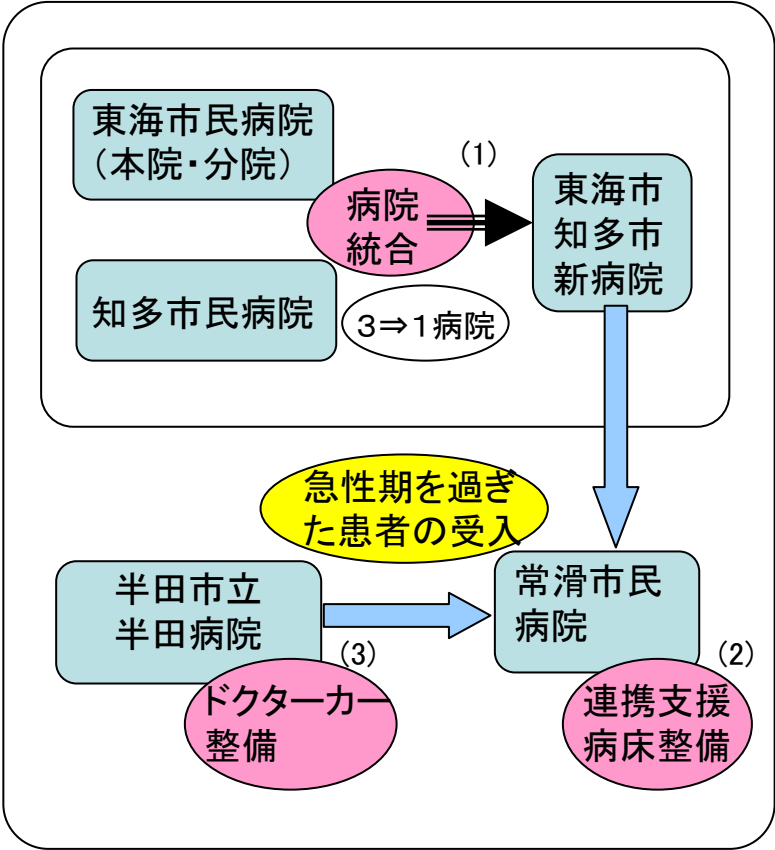 東海市民病院
（本院・分院）
(1)
病院
統合
東海市
知多市
新病院
知多市民病院
３⇒１病院
急性期を過ぎ
た患者の受入
半田市立
半田病院
常滑市民
病院
(3)
(2)
ドクターカー
整備
連携支援
病床整備